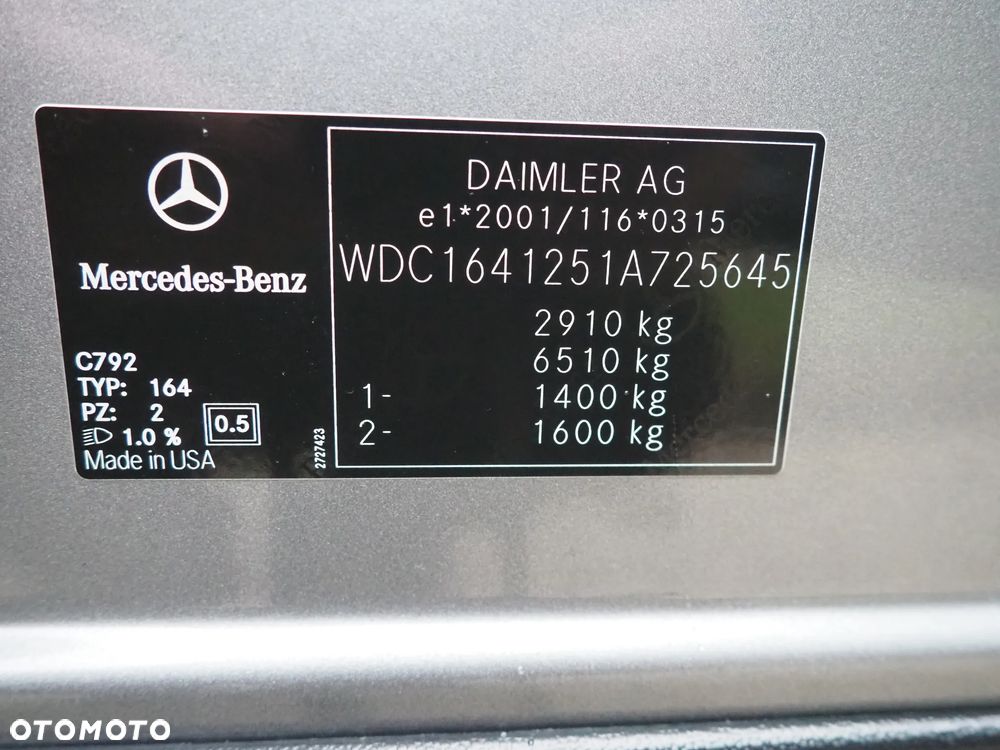 Mercedes-Benz
C792
TYP: 164
PZ: 2
1.0 %
0.5
Made in USA
2727423
DAIMLER AG
e1*2001/116*0315
WDC1641251A725645
2910 kg
6510 kg
1- 1400 kg
2- 1600 kg
OTOMOTO